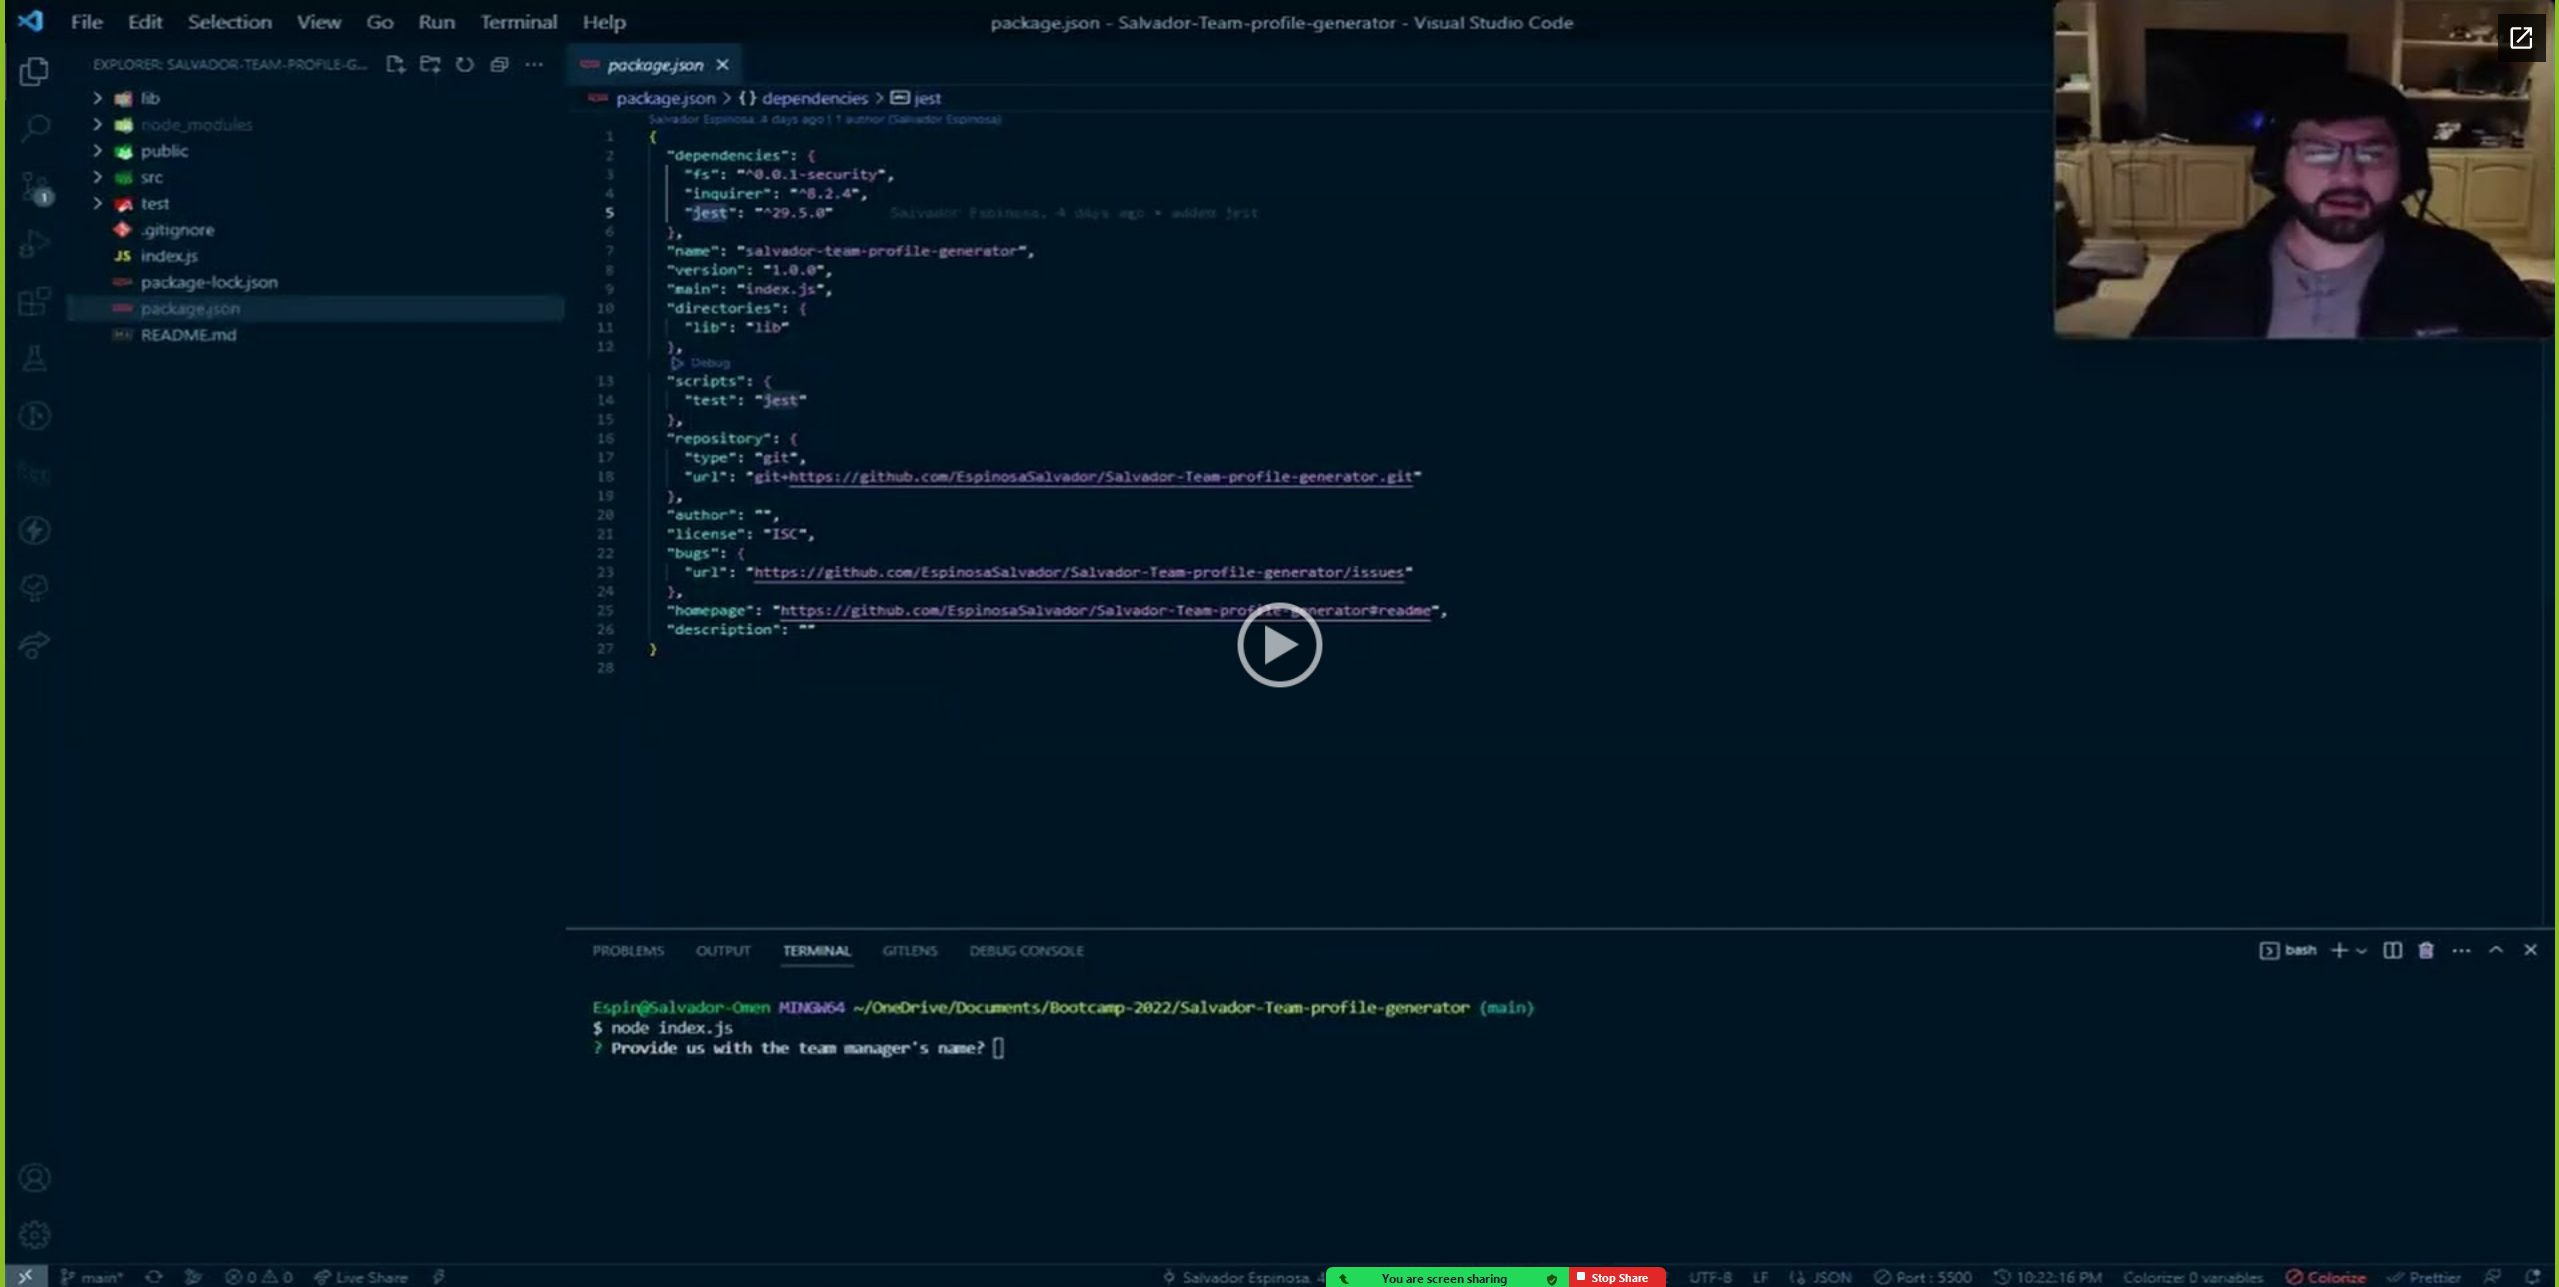 File Edit Selection View Go Run Terminal Help
package.json - Salvador-Team-profile-generator - Visual Studio Code
EXPLORER: SALVADOR-TEAM-PROFILE-G...
lib
node_modules
public
src
test
.gitignore
JS index.js
package-lock.json
package.json
README.md
1
package.json
package.json > {} dependencies > jest
Salvador Espinosa, 4 days ago | 1 author (Salvador Espinosa)
1 {
2 "dependencies": {
3 "fs": "^0.0.1-security",
4 "inquirer": "^8.2.4",
5 "jest": "^29.5.0" Salvador Espinosa, 4 days ago • added jest
6 },
7 "name": "salvador-team-profile-generator",
8 "version": "1.0.0",
9 "main": "index.js",
10 "directories": {
11 "lib": "lib"
12 },
Debug
13 "scripts": {
14 "test": "jest"
15 },
16 "repository": {
17 "type": "git",
18 "url": "git+https://github.com/EspinosaSalvador/Salvador-Team-profile-generator.git"
19 },
20 "author": "",
21 "license": "ISC",
22 "bugs": {
23 "url": "https://github.com/EspinosaSalvador/Salvador-Team-profile-generator/issues"
24 },
25 "homepage": "https://github.com/EspinosaSalvador/Salvador-Team-profile-generator#readme",
26 "description": ""
27 }
28
PROBLEMS OUTPUT TERMINAL GITLENS DEBUG CONSOLE
bash
Espin@Salvador-Omen MINGW64 ~/OneDrive/Documents/Bootcamp-2022/Salvador-Team-profile-generator (main)
$ node index.js
? Provide us with the team manager's name?
main* 0 0 Live Share
Salvador Espinosa, 4
You are screen sharing Stop Share
UTF-8 LF JSON Port : 5500 10:22:16 PM Colorize: 0 variables Colorize Prettier